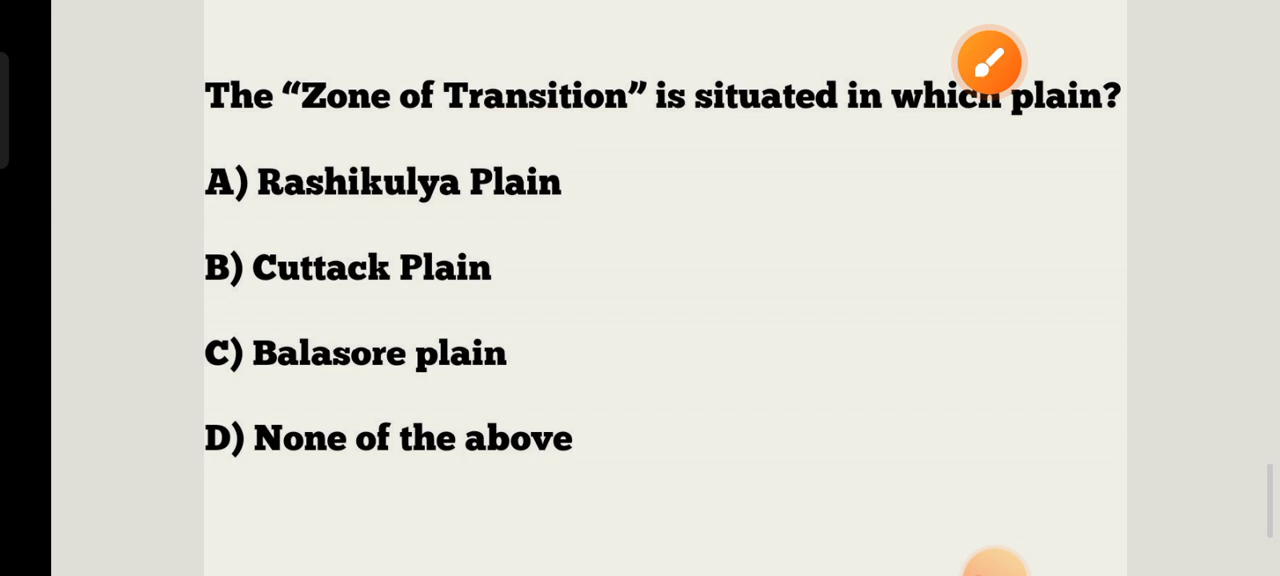 The “Zone of Transition” is situated in which plain?
A) Rashikulya Plain
B) Cuttack Plain
C) Balasore plain
D) None of the above